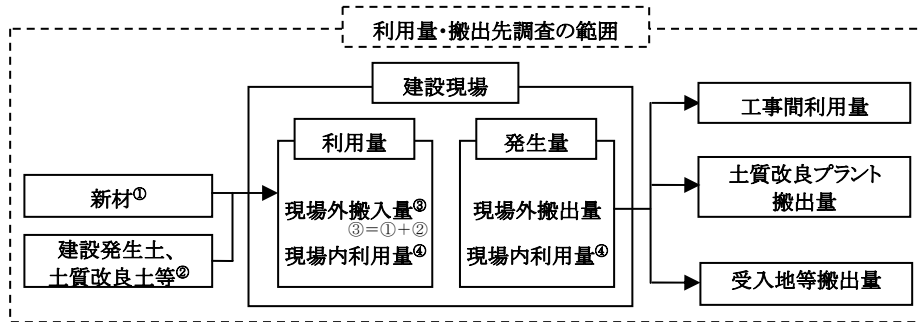 利用量・搬出先調査の範囲
建設現場
利用量
発生量
新材①
建設発生土、
土質改良土等②
現場外搬入量③
③=①+②
現場内利用量④
現場外搬出量
現場内利用量④
工事間利用量
土質改良プラント
搬出量
受入地等搬出量